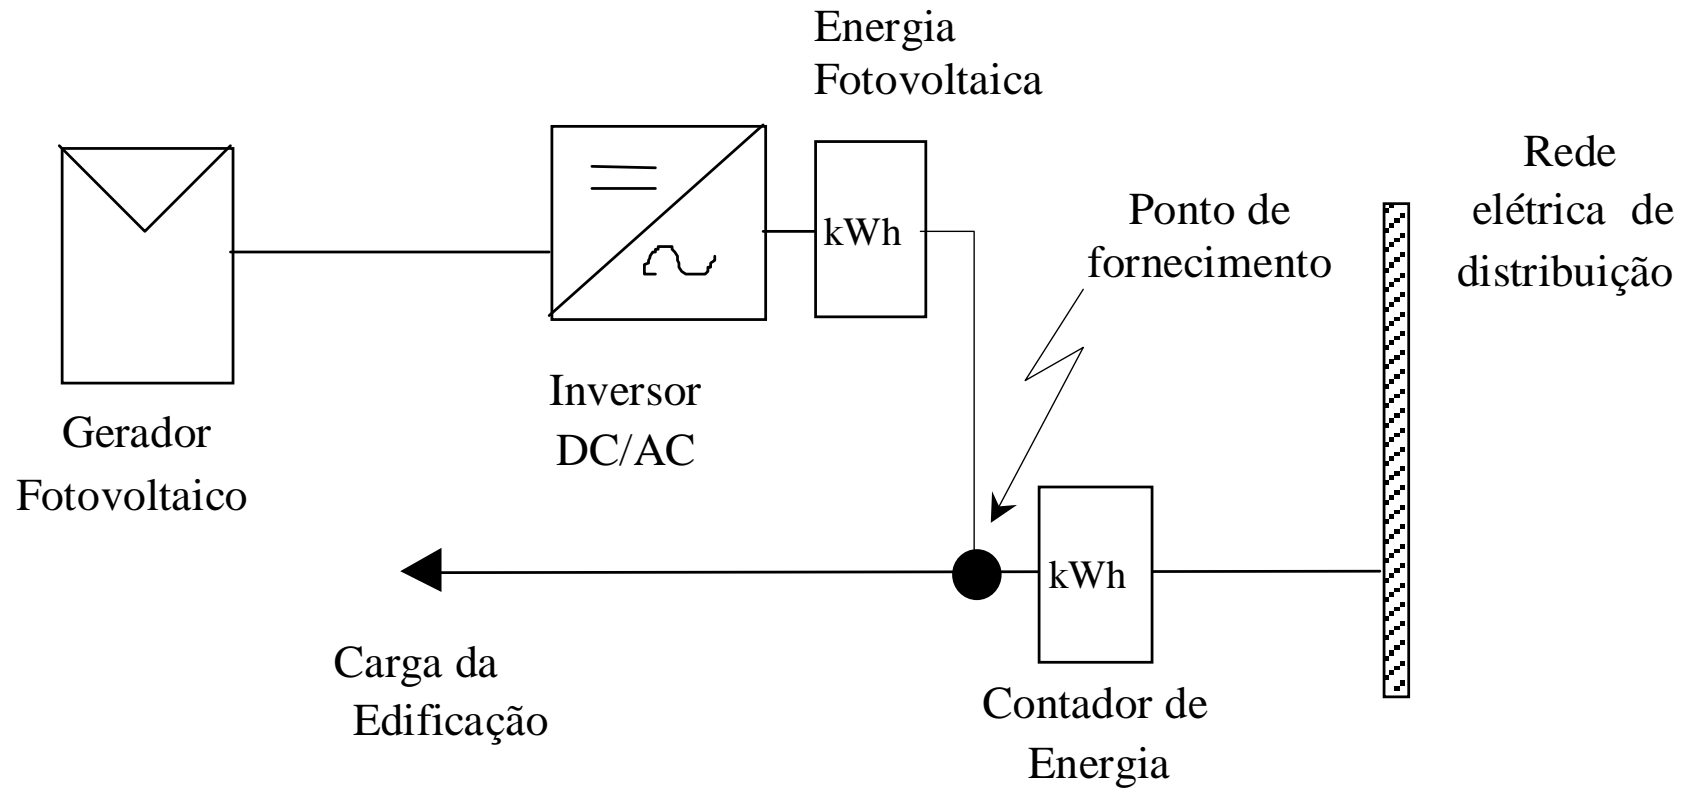 Energia
Fotovoltaica
Rede
elétrica de
distribuição
Ponto de
fornecimento
kWh
Inversor
DC/AC
Gerador
Fotovoltaico
kWh
Carga da
Edificação
Contador de
Energia